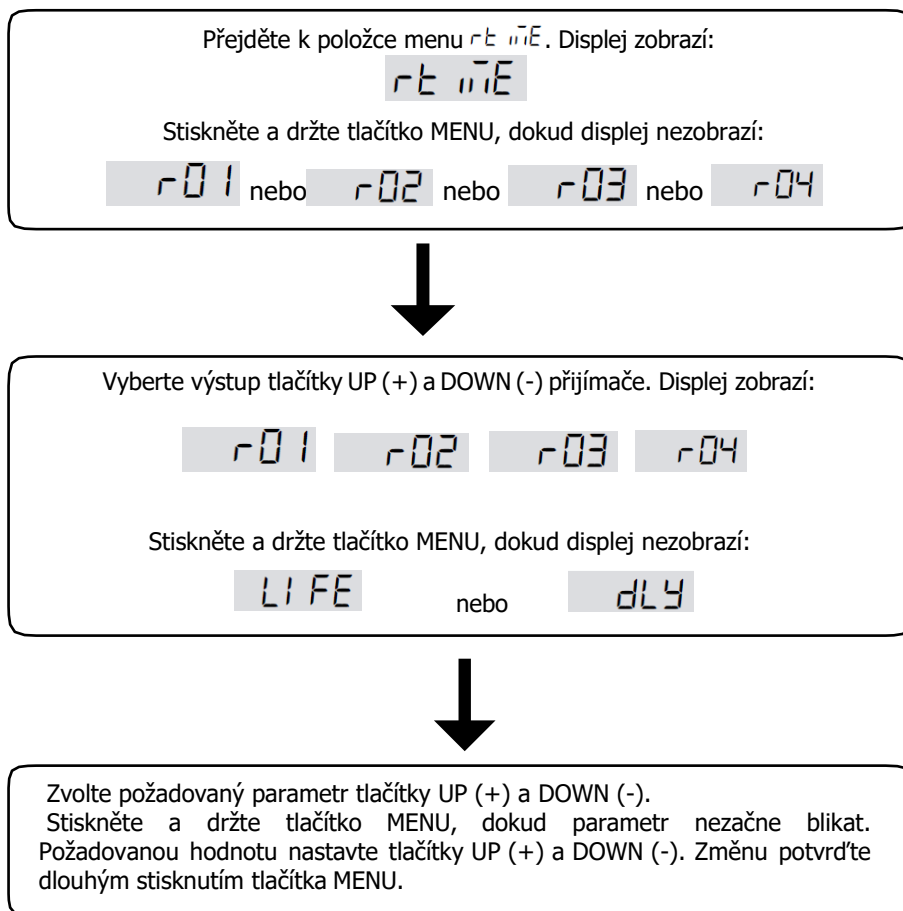 Přejděte k položce menu rt mE. Displej zobrazí:
rt mE
Stiskněte a držte tlačítko MENU, dokud displej nezobrazí:
r01 nebo r02 nebo r03 nebo r04
Vyberte výstup tlačítky UP (+) a DOWN (-) přijímače. Displej zobrazí:
r01 r02 r03 r04
Stiskněte a držte tlačítko MENU, dokud displej nezobrazí:
LIFE nebo dLY
Zvolte požadovaný parametr tlačítky UP (+) a DOWN (-).
Stiskněte a držte tlačítko MENU, dokud parametr nezačne blikat.
Požadovanou hodnotu nastavte tlačítky UP (+) a DOWN (-). Změnu potvrďte
dlouhým stisknutím tlačítka MENU.